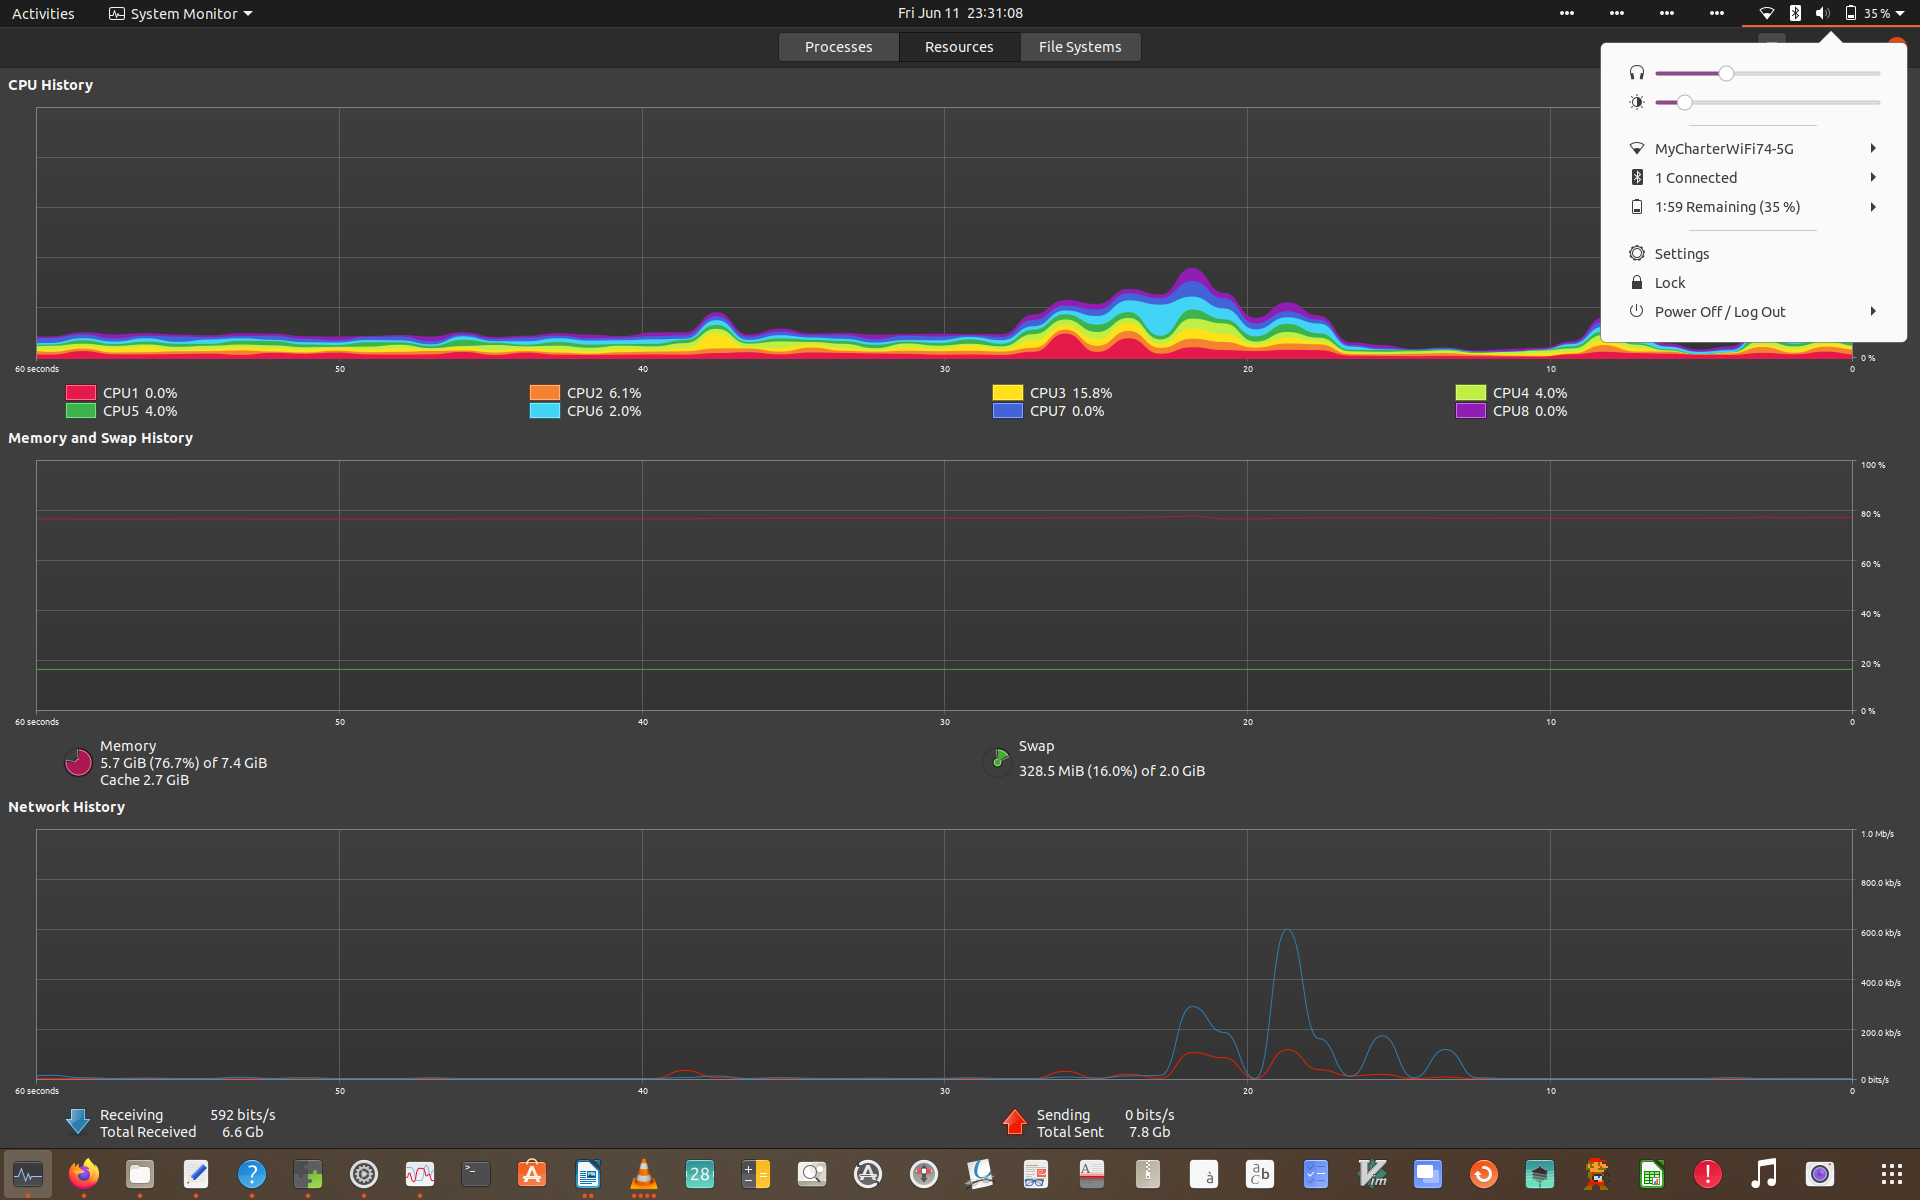 Activities
System Monitor
Fri Jun 11 23:31:08
35 %
Processes
Resources
File Systems
CPU History
60 seconds
50
40
30
20
10
0
0 %
CPU1 0.0%
CPU2 6.1%
CPU3 15.8%
CPU4 4.0%
CPU5 4.0%
CPU6 2.0%
CPU7 0.0%
CPU8 0.0%
MyCharterWiFi74-5G
1 Connected
1:59 Remaining (35 %)
Settings
Lock
Power Off / Log Out
Memory and Swap History
100 %
80 %
60 %
40 %
20 %
0 %
60 seconds
50
40
30
20
10
0
Memory
5.7 GiB (76.7%) of 7.4 GiB
Cache 2.7 GiB
Swap
328.5 MiB (16.0%) of 2.0 GiB
Network History
1.0 Mb/s
800.0 kb/s
600.0 kb/s
400.0 kb/s
200.0 kb/s
0 bits/s
60 seconds
50
40
30
20
10
0
Receiving 592 bits/s
Total Received 6.6 Gb
Sending 0 bits/s
Total Sent 7.8 Gb
?
>_
A
28
A
à
a b c
Vim
!